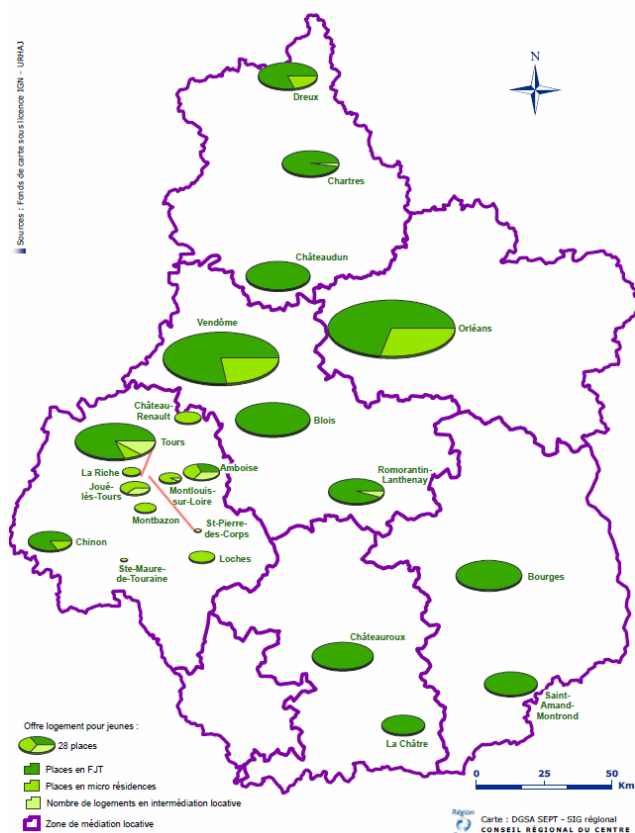 Sources : Fonds de carte sous licence IGN - URHAJ
N
Dreux
Chartres
Châteaudun
Orléans
Vendôme
Château-
Renault
Blois
Tours
La Riche
Amboise
Joué-
lès-Tours
Montlouis-
sur-Loire
Romorantin-
Lanthenay
Montbazon
St-Pierre-
des-Corps
Chinon
Loches
Ste-Maure-
de-Touraine
Bourges
Châteauroux
Saint-
Amand-
Montrond
La Châtre
Offre logement pour jeunes :
28 places
Places en FJT
Places en micro résidences
Nombre de logements en intermédiation locative
Zone de médiation locative
0 25 50
Km
Région
Carte : DGSA SEPT - SIG régional
CONSEIL RÉGIONAL DU CENTRE